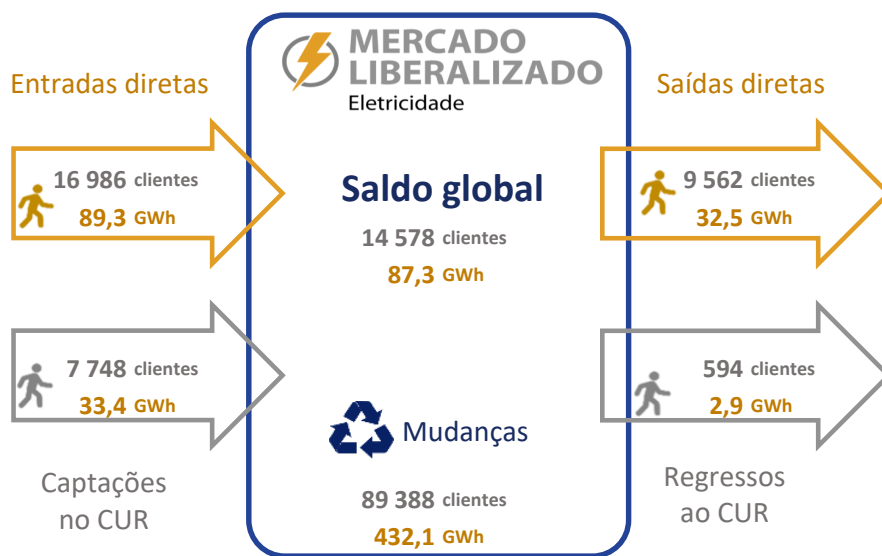 MERCADO
LIBERALIZADO
Eletricidade
Entradas diretas
16 986 clientes
89,3 GWh
Saldo global
14 578 clientes
87,3 GWh
Saídas diretas
9 562 clientes
32,5 GWh
7 748 clientes
33,4 GWh
Captações
no CUR
Mudanças
89 388 clientes
432,1 GWh
594 clientes
2,9 GWh
Regressos
ao CUR